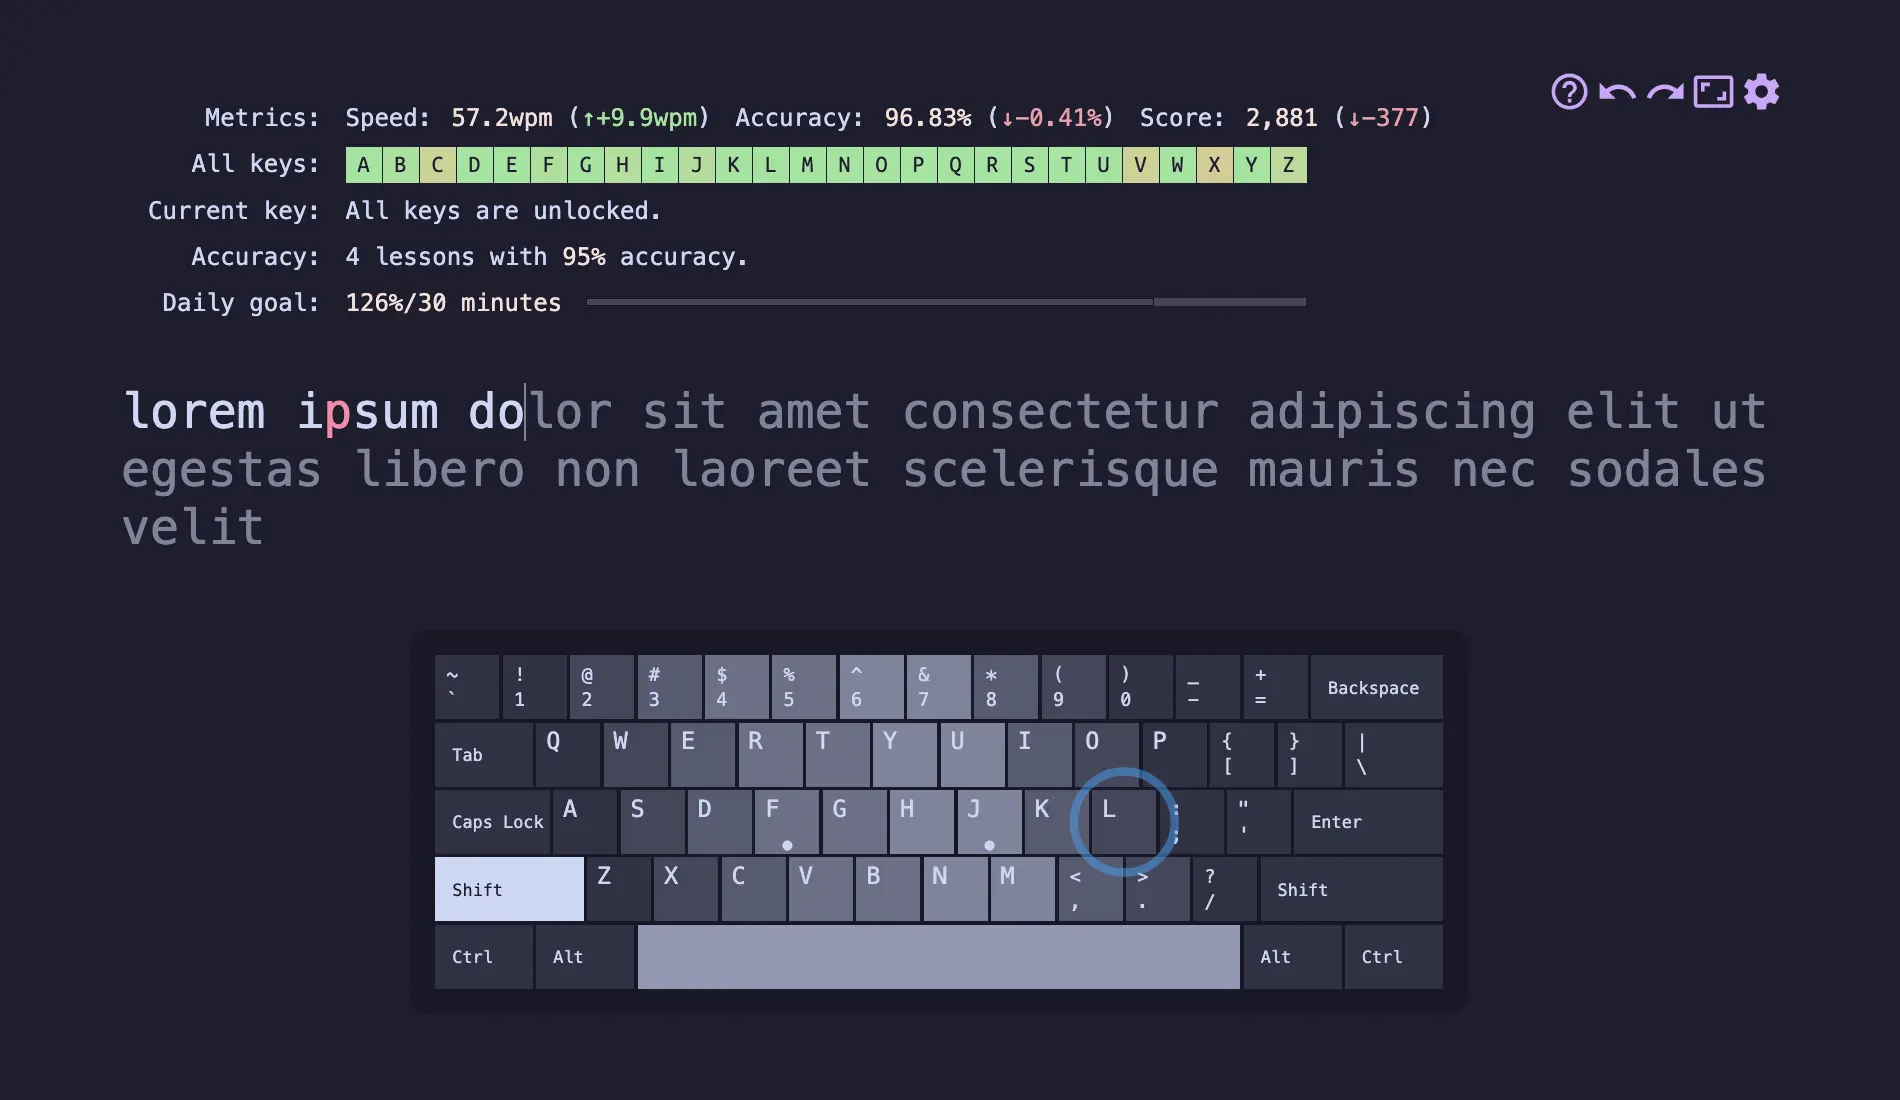 Metrics: Speed: 57.2wpm (↑+9.9wpm) Accuracy: 96.83% (↓−0.41%) Score: 2,881 (↓−377)
All keys: A B C D E F G H I J K L M N O P Q R S T U V W X Y Z
Current key: All keys are unlocked.
Accuracy: 4 lessons with 95% accuracy.
Daily goal: 126%/30 minutes
lorem ipsum dolor sit amet consectetur adipiscing elit ut
egestas libero non laoreet scelerisque mauris nec sodales
velit
~ ! @ # $ % ^ & * ( ) _ +
` 1 2 3 4 5 6 7 8 9 0 - = Backspace
Tab Q W E R T Y U I O P { } |
[ ] \
Caps Lock A S D F G H J K L : " Enter
; '
Shift Z X C V B N M < > ? Shift
, . /
Ctrl Alt Alt Ctrl